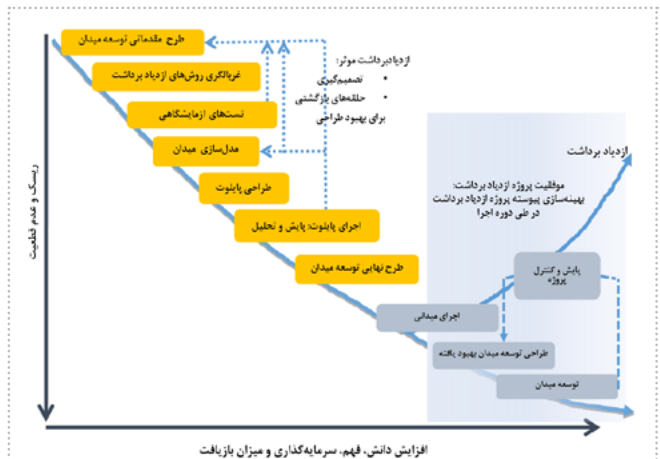 طرح مقدماتی توسعه میدان
غربالگری روش‌های ازدیاد برداشت
تست‌های آزمایشگاهی
مدل‌سازی میدان
طراحی پایلوت
اجرای پایلوت: پایش و تحلیل
طرح نهایی توسعه میدان
ازدیادبرداشت موثر:
• تصمیم‌گیری
• حلقه‌های بازگشتی
برای بهبود طراحی
ازدیاد برداشت
موفقیت پروژه ازدیاد برداشت:
بهینه‌سازی پیوسته پروژه ازدیاد برداشت
در طی دوره اجرا
پایش و کنترل
پروژه
اجرای میدانی
طراحی توسعه میدان بهبود یافته
توسعه میدان
ریسک و عدم قطعیت
افزایش دانش، فهم، سرمایه‌گذاری و میزان بازیافت